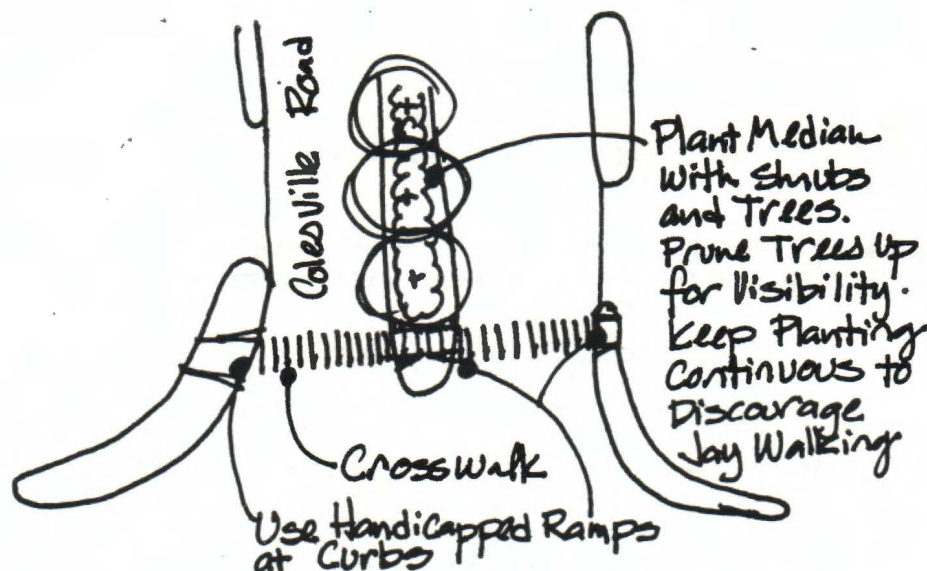 Colesville Road
Plant Median
with Shrubs
and Trees.
Prune Trees Up
for Visibility.
Keep Planting
Continuous to
Discourage
Jay Walking
Crosswalk
Use Handicapped Ramps
at Curbs